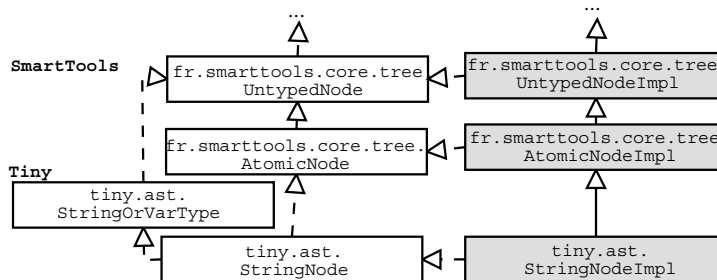 ...
...
SmartTools
fr.smarttools.core.tree
UntypedNode
fr.smarttools.core.tree
UntypedNodeImpl
fr.smarttools.core.tree.
AtomicNode
fr.smarttools.core.tree
AtomicNodeImpl
Tiny
tiny.ast.
StringOrVarType
tiny.ast.
StringNode
tiny.ast.
StringNodeImpl